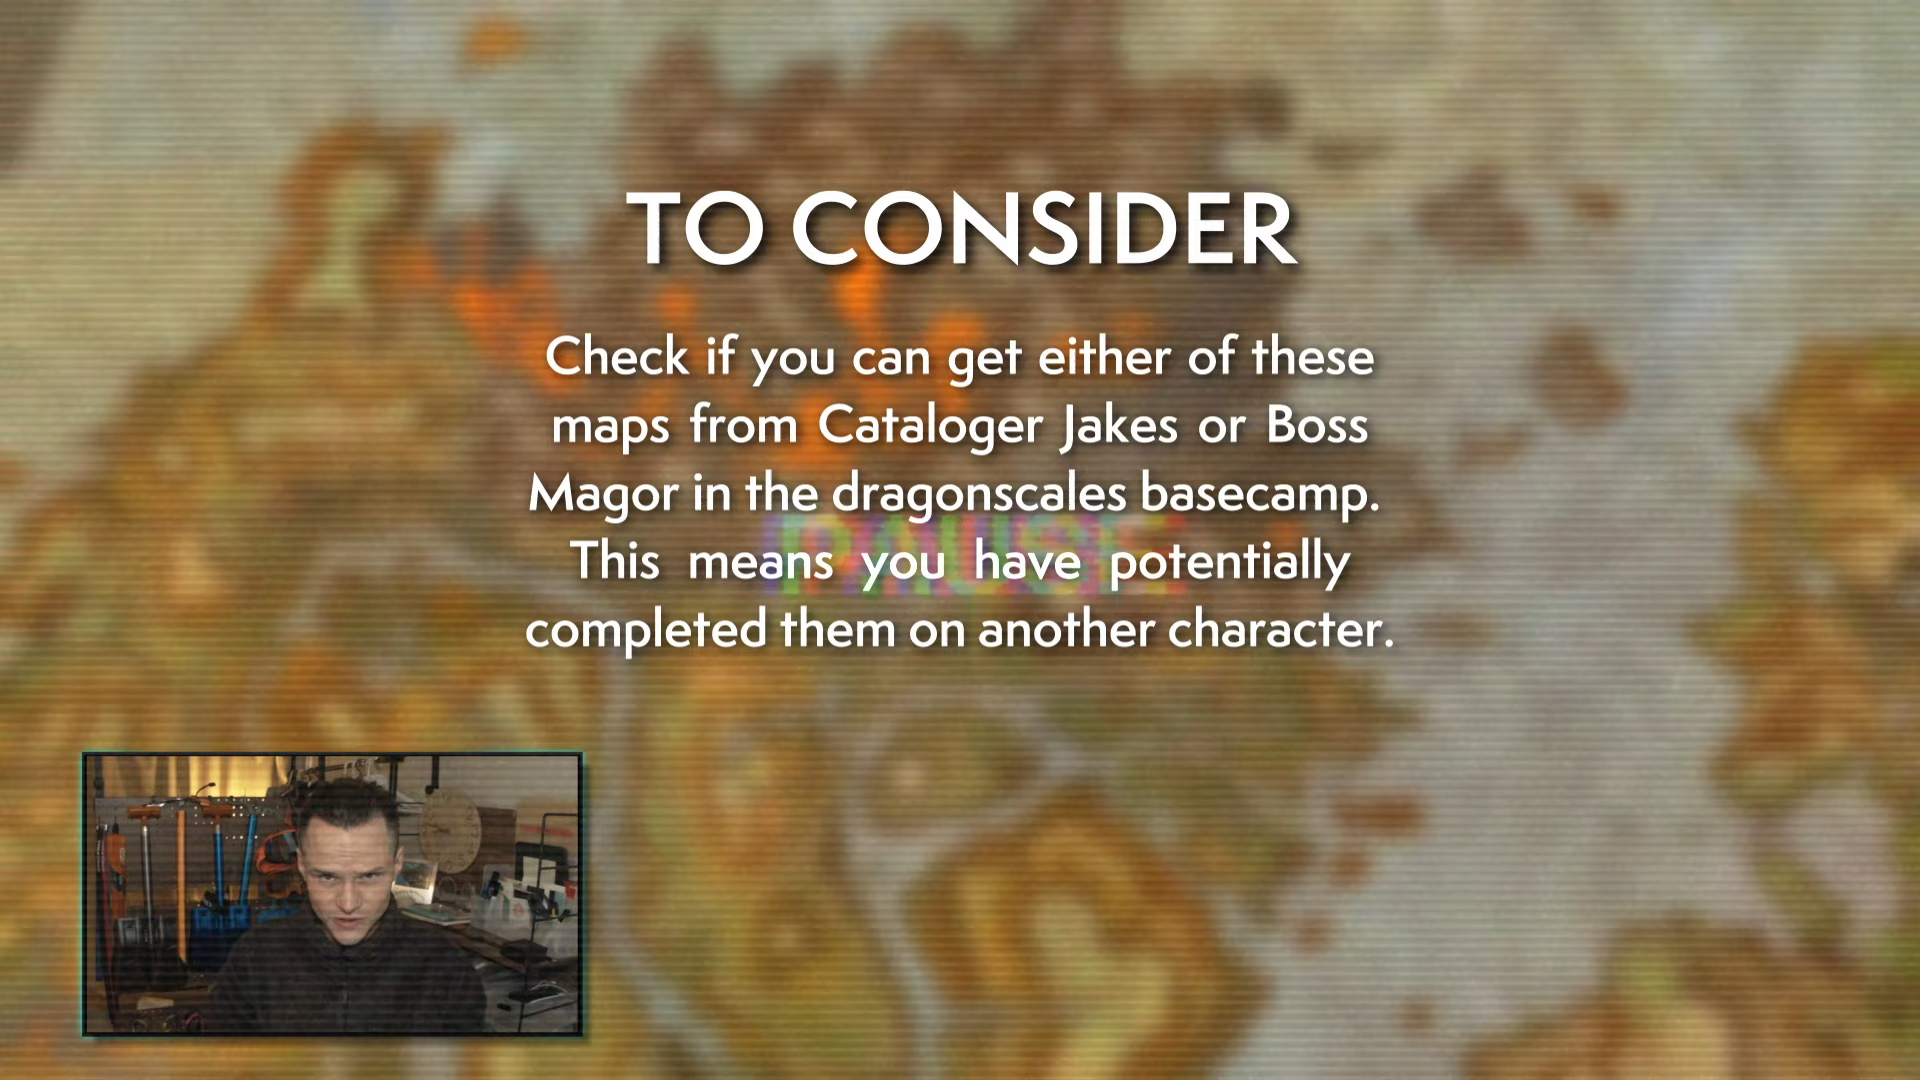 TO CONSIDER
Check if you can get either of these
maps from Cataloger Jakes or Boss
Magor in the dragonscales basecamp.
This means you have potentially
completed them on another character.
PAUSE